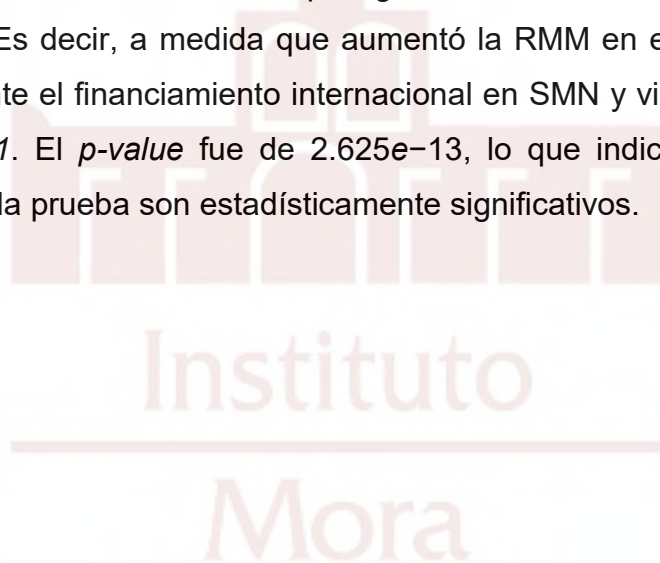 Es decir, a medida que aumentó la RMM en e
te el financiamiento internacional en SMN y vi
1. El p-value fue de 2.625e−13, lo que indic
la prueba son estadísticamente significativos.
Instituto
Mora